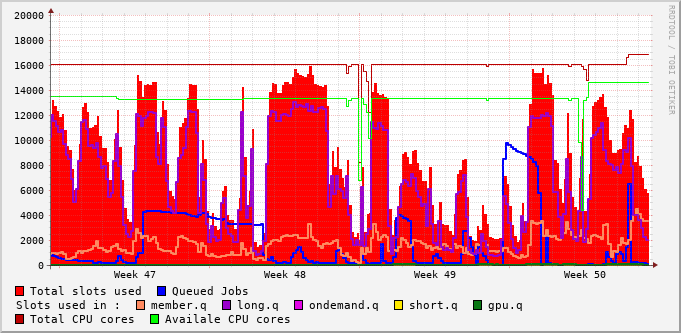 20000
18000
16000
14000
12000
10000
8000
6000
4000
2000
0
Week 47 Week 48 Week 49 Week 50
RRDTOOL / TOBI OETIKER
Total slots used Queued Jobs
Slots used in : member.q long.q ondemand.q short.q gpu.q
Total CPU cores Availale CPU cores